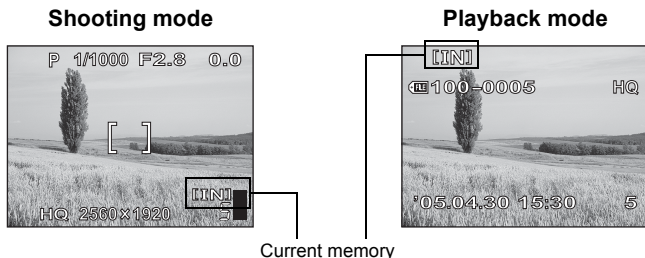 Shooting mode
P 1/1000 F2.8 0.0
[IN]
HQ 2560×1920
Playback mode
[IN]
FILE 100-0005 HQ
'05.04.30 15:30 5
Current memory